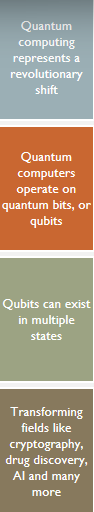 Quantum
computing
represents a
revolutionary
shift
Quantum
computers
operate on
quantum bits, or
qubits
Qubits can exist
in multiple
states
Transforming
fields like
cryptography,
drug discovery,
AI and many
more